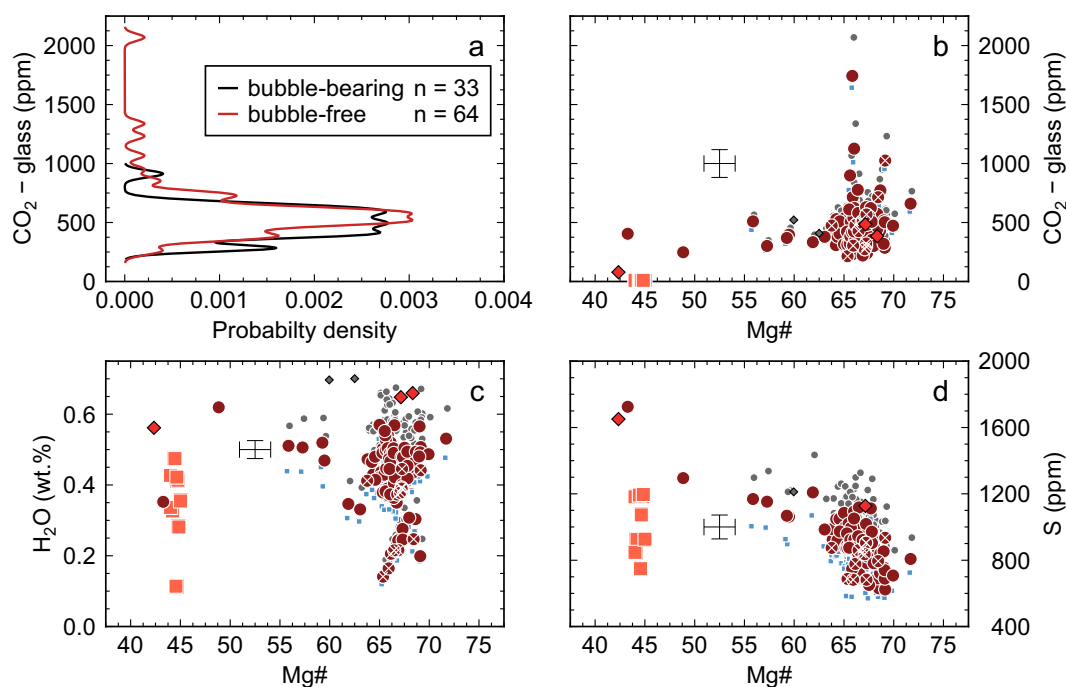 a
bubble-bearing n = 33
bubble-free n = 64
2000
1500
1000
500
0
CO2 – glass (ppm)
0.000 0.001 0.002 0.003 0.004
Probabilty density
b
2000
1500
1000
500
0
CO2 – glass (ppm)
40 45 50 55 60 65 70 75
Mg#
c
0.6
0.4
0.2
0.0
H2O (wt.%)
40 45 50 55 60 65 70 75
Mg#
d
2000
1600
1200
800
400
S (ppm)
40 45 50 55 60 65 70 75
Mg#